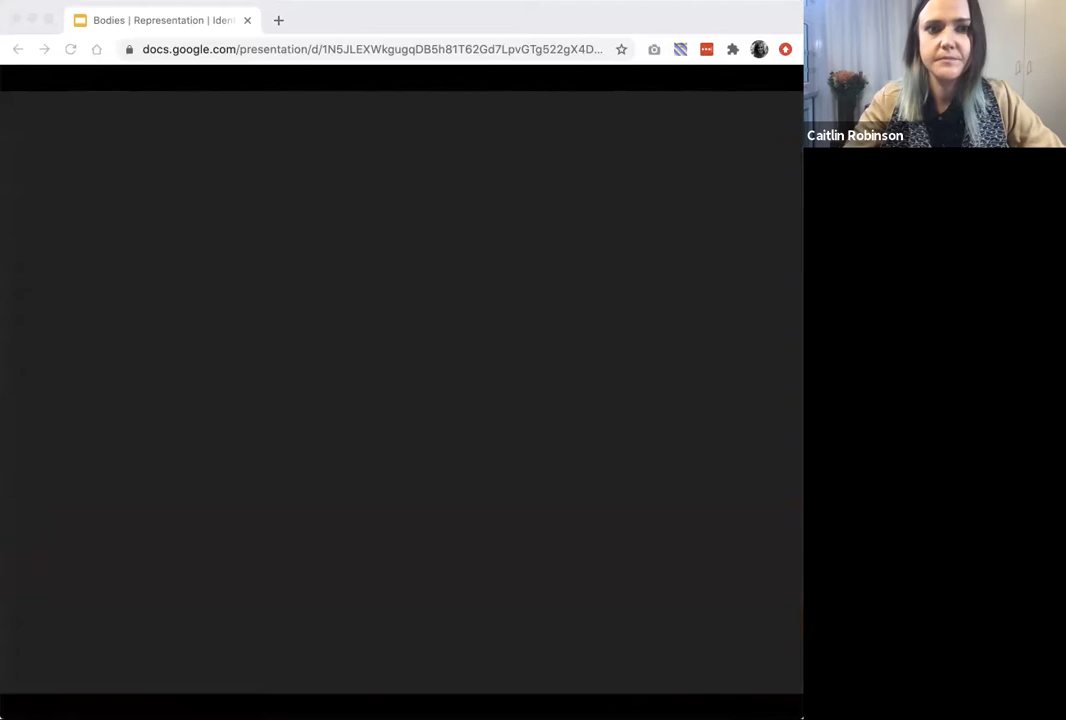 Bodies | Representation | Iden
docs.google.com/presentation/d/1N5JLEXWkgugqDB5h81T62Gd7LpvGTg522gX4D...
Caitlin Robinson